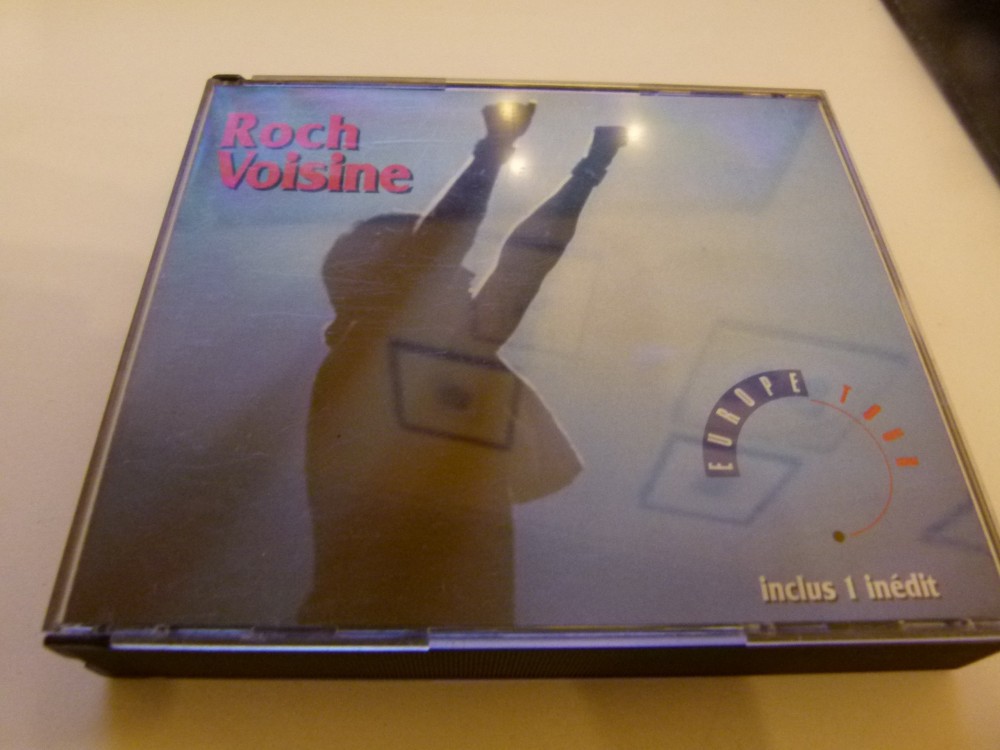 Roch
Voisine
EUROPE TOUR
inclus 1 inédit